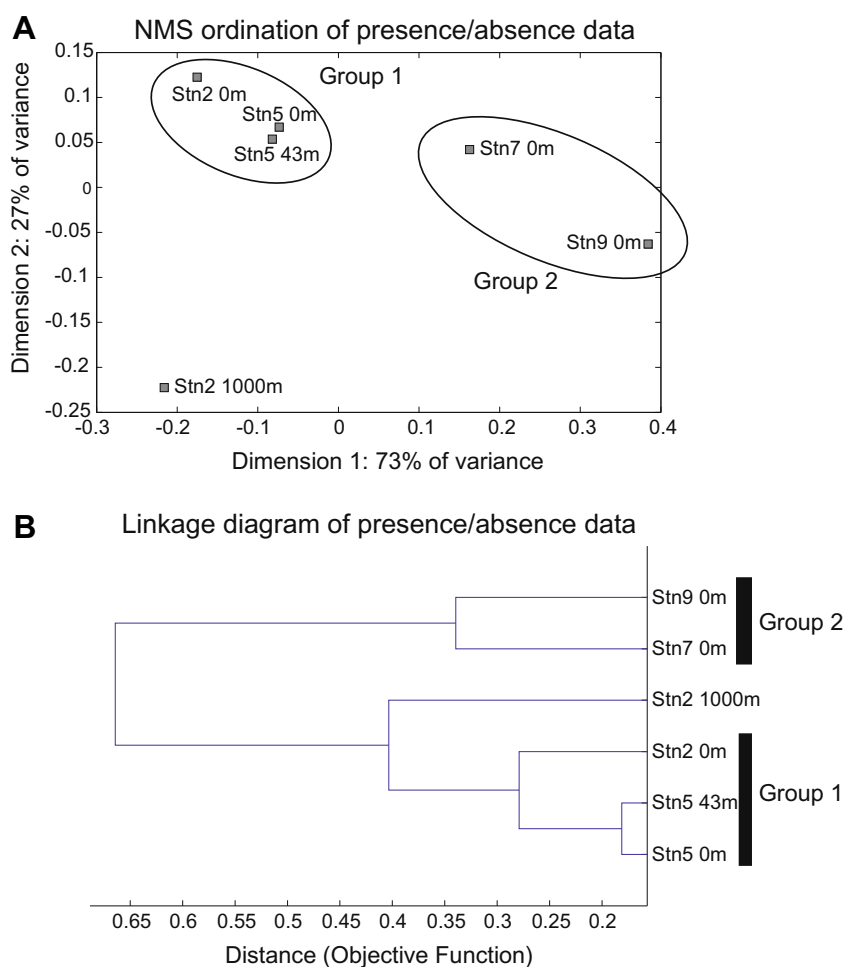 A
NMS ordination of presence/absence data
0.15
0.1
0.05
0
-0.05
-0.1
-0.15
-0.2
-0.25
Dimension 2: 27% of variance
Group 1
Stn2 0m
Stn5 0m
Stn5 43m
Stn7 0m
Stn9 0m
Group 2
Stn2 1000m
-0.3 -0.2 -0.1 0 0.1 0.2 0.3 0.4
Dimension 1: 73% of variance
B
Linkage diagram of presence/absence data
Stn9 0m
Group 2
Stn7 0m
Stn2 1000m
Stn2 0m
Stn5 43m
Group 1
Stn5 0m
0.65 0.6 0.55 0.5 0.45 0.4 0.35 0.3 0.25 0.2
Distance (Objective Function)